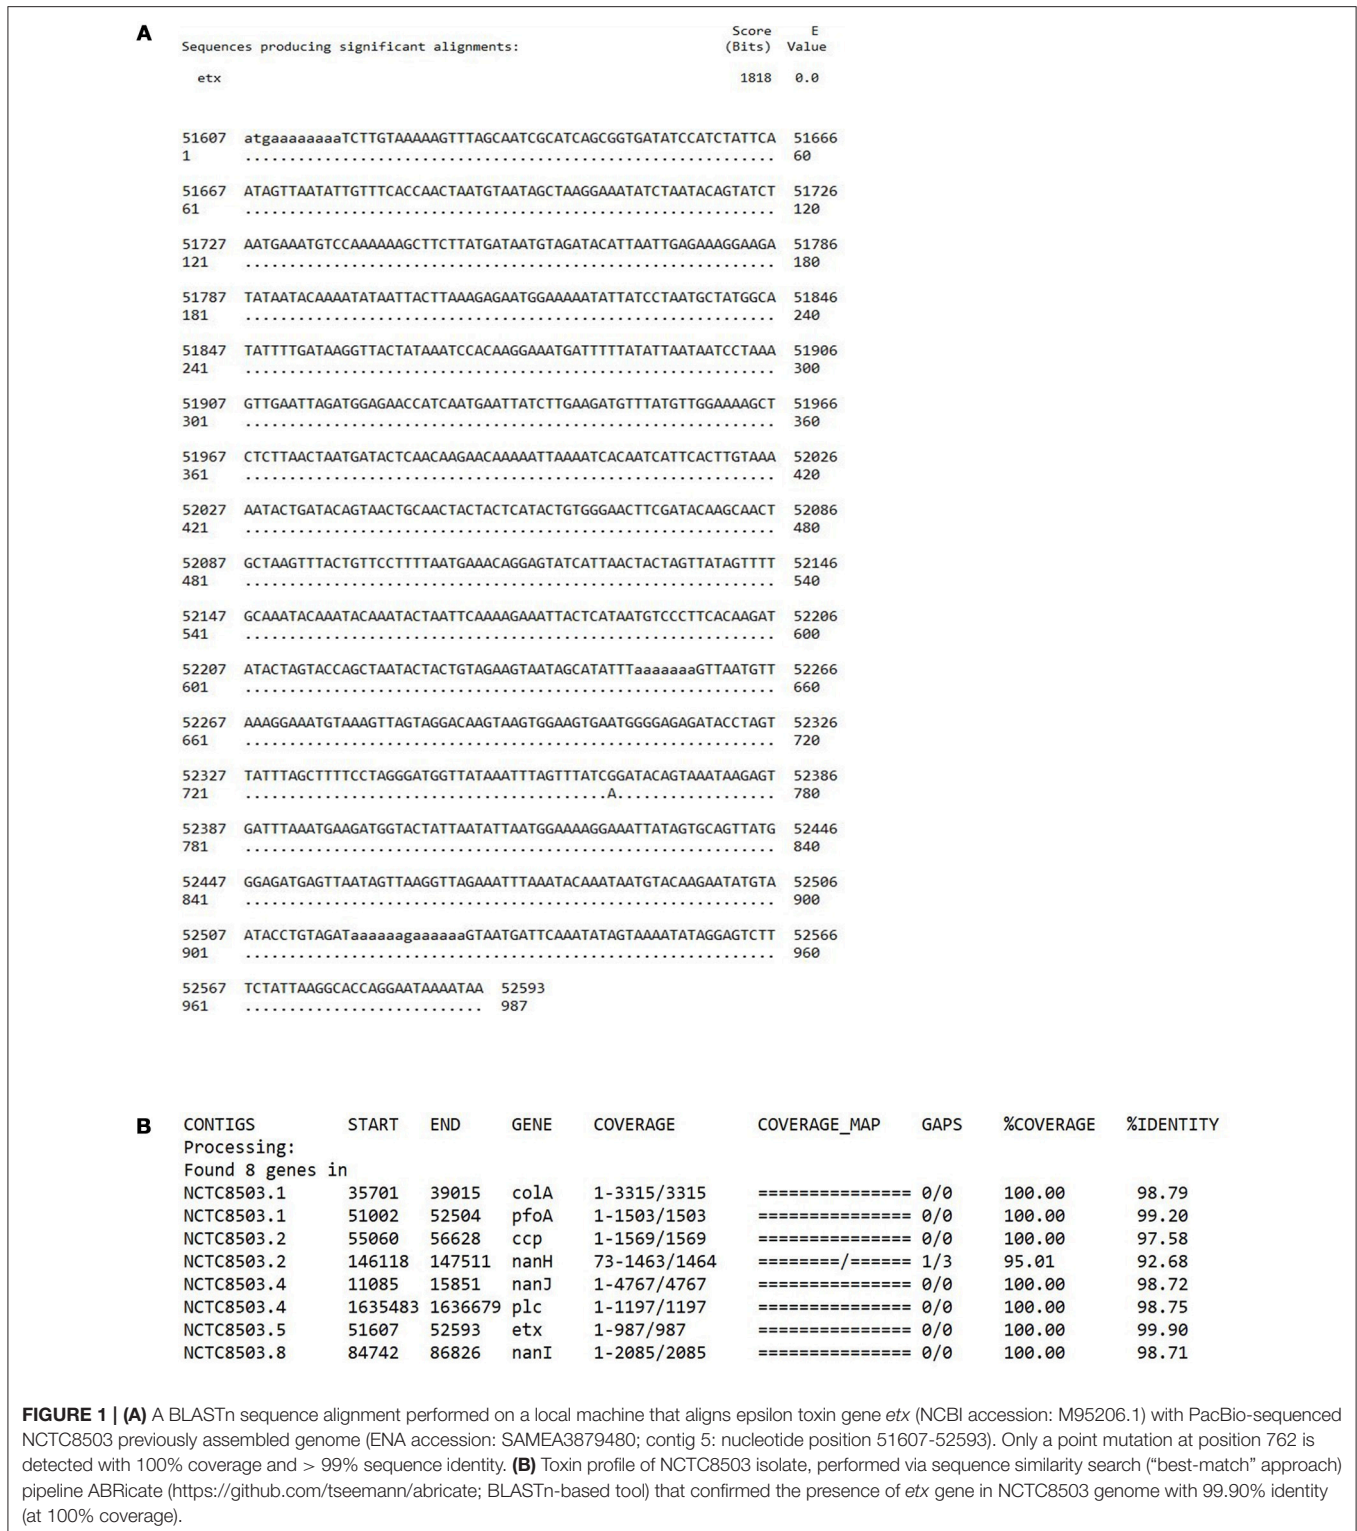 A
Score E
Sequences producing significant alignments: (Bits) Value
etx 1818 0.0
51607 atgaaaaaaaaTCTTGTAAAAAGTTTAGCAATCGCATCAGCGGTGATATCCATCTATTCA 51666
1 ............................................................ 60
51667 ATAGTTAATATTGTTTCACCAACTAATGTAATAGCTAAGGAAATATCTAATACAGTATCT 51726
61 ............................................................ 120
51727 AATGAAATGTCCAAAAAAGCTTCTTATGATAATGTAGATACATTAATTGAGAAAGGAAGA 51786
121 ............................................................ 180
51787 TATAATACAAAATATAATTACTTAAAGAGAATGGAAAAATATTATCCTAATGCTATGGCA 51846
181 ............................................................ 240
51847 TATTTTGATAAGGTTACTATAAATCCACAAGGAAATGATTTTTATATTAATAATCCTAAA 51906
241 ............................................................ 300
51907 GTTGAATTAGATGGAGAACCATCAATGAATTATCTTGAAGATGTTTATGTTGGAAAAGCT 51966
301 ............................................................ 360
51967 CTCTTAACTAATGATACTCAACAAGAACAAAAATTAAAATCACAATCATTCACTTGTAAA 52026
361 ............................................................ 420
52027 AATACTGATACAGTAACTGCAACTACTACTCATACTGTGGGAACTTCGATACAAGCAACT 52086
421 ............................................................ 480
52087 GCTAAGTTTACTGTTCCTTTTAATGAAACAGGAGTATCATTAACTACTAGTTATAGTTTT 52146
481 ............................................................ 540
52147 GCAAATACAAATACAAATACTAATTCAAAAGAAATTACTCATAATGTCCCTTCACAAGAT 52206
541 ............................................................ 600
52207 ATACTAGTACCAGCTAATACTACTGTAGAAGTAATAGCATATTTaaaaaaaGTTAATGTT 52266
601 ............................................................ 660
52267 AAAGGAAATGTAAAGTTAGTAGGACAAGTAAGTGGAAGTGAATGGGGAGAGATACCTAGT 52326
661 ............................................................ 720
52327 TATTTAGCTTTTCCTAGGGATGGTTATAAATTTAGTTTATCGGATACAGTAAATAAGAGT 52386
721 .........................................A.................. 780
52387 GATTTAAATGAAGATGGTACTATTAATATTAATGGAAAAGGAAATTATAGTGCAGTTATG 52446
781 ............................................................ 840
52447 GGAGATGAGTTAATAGTTAAGGTTAGAAATTTAAATACAAATAATGTACAAGAATATGTA 52506
841 ............................................................ 900
52507 ATACCTGTAGATaaaaaagaaaaaaGTAATGATTCAAATATAGTAAAATATAGGAGTCTT 52566
901 ............................................................ 960
52567 TCTATTAAGGCACCAGGAATAAAATAA 52593
961 ........................... 987
B
CONTIGS START END GENE COVERAGE COVERAGE_MAP GAPS %COVERAGE %IDENTITY
Processing:
Found 8 genes in
NCTC8503.1 35701 39015 colA 1-3315/3315 =============== 0/0 100.00 98.79
NCTC8503.1 51002 52504 pfoA 1-1503/1503 =============== 0/0 100.00 99.20
NCTC8503.2 55060 56628 ccp 1-1569/1569 =============== 0/0 100.00 97.58
NCTC8503.2 146118 147511 nanH 73-1463/1464 ========/====== 1/3 95.01 92.68
NCTC8503.4 11085 15851 nanJ 1-4767/4767 =============== 0/0 100.00 98.72
NCTC8503.4 1635483 1636679 plc 1-1197/1197 =============== 0/0 100.00 98.75
NCTC8503.5 51607 52593 etx 1-987/987 =============== 0/0 100.00 99.90
NCTC8503.8 84742 86826 nanI 1-2085/2085 =============== 0/0 100.00 98.71
FIGURE 1 | (A) A BLASTn sequence alignment performed on a local machine that aligns epsilon toxin gene etx (NCBI accession: M95206.1) with PacBio-sequenced
NCTC8503 previously assembled genome (ENA accession: SAMEA3879480; contig 5: nucleotide position 51607-52593). Only a point mutation at position 762 is
detected with 100% coverage and > 99% sequence identity. (B) Toxin profile of NCTC8503 isolate, performed via sequence similarity search (“best-match” approach)
pipeline ABRicate (https://github.com/tseemann/abricate; BLASTn-based tool) that confirmed the presence of etx gene in NCTC8503 genome with 99.90% identity
(at 100% coverage).